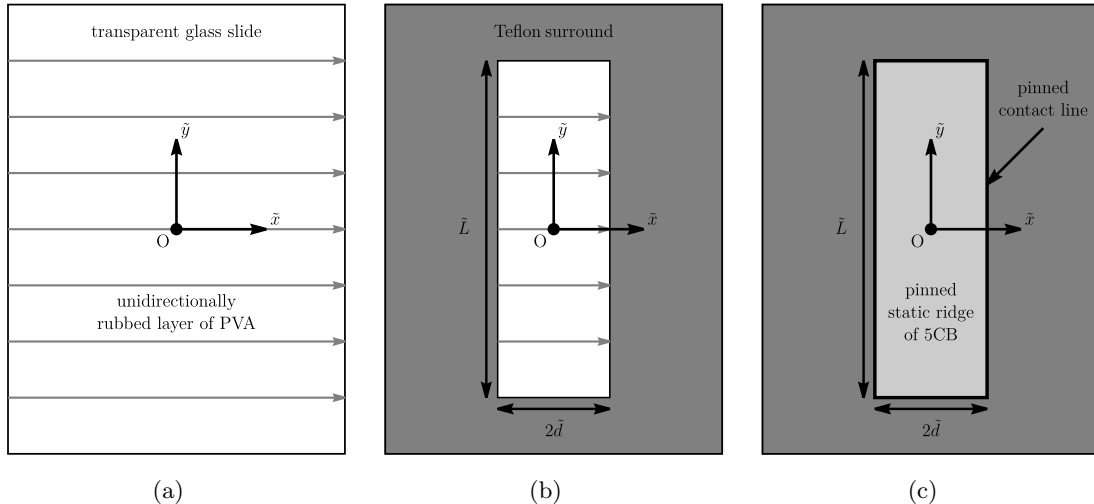 transparent glass slide
ỹ
x̃
O
unidirectionally
rubbed layer of PVA
(a)
Teflon surround
ỹ
L̃
x̃
O
2d̃
(b)
pinned
contact line
ỹ
L̃
x̃
O
pinned
static ridge
of 5CB
2d̃
(c)